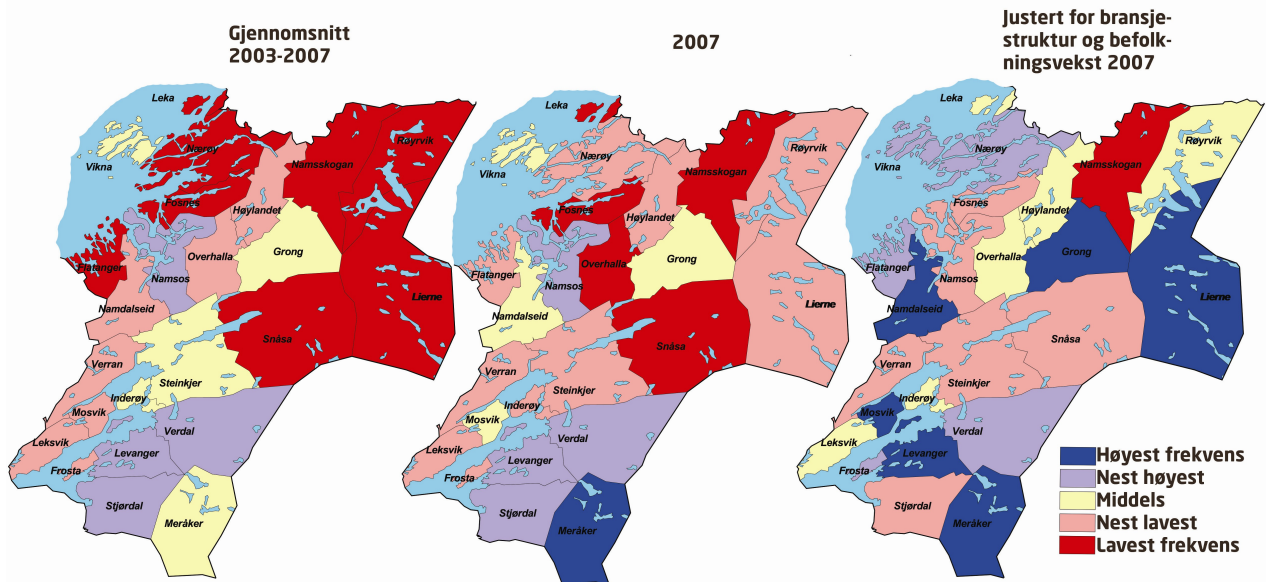 Gjennomsnitt
2003-2007
Leka
Vikna
Nærøy
Namsskogan
Røyrvik
Fosnes
Høylandet
Flatanger
Namsos
Overhalla
Grong
Namdalseid
Lierne
Snåsa
Verran
Steinkjer
Inderøy
Mosvik
Verdal
Leksvik
Levanger
Frosta
Stjørdal
Meråker
2007
Leka
Vikna
Nærøy
Namsskogan
Røyrvik
Fosnes
Høylandet
Flatanger
Namsos
Overhalla
Grong
Namdalseid
Lierne
Snåsa
Verran
Steinkjer
Inderøy
Mosvik
Verdal
Leksvik
Levanger
Frosta
Stjørdal
Meråker
Justert for bransje-
struktur og befolk-
ningsvekst 2007
Leka
Vikna
Nærøy
Namsskogan
Røyrvik
Fosnes
Høylandet
Flatanger
Namsos
Overhalla
Grong
Namdalseid
Lierne
Snåsa
Verran
Steinkjer
Inderøy
Mosvik
Verdal
Leksvik
Levanger
Frosta
Stjørdal
Meråker
Høyest frekvens
Nest høyest
Middels
Nest lavest
Lavest frekvens